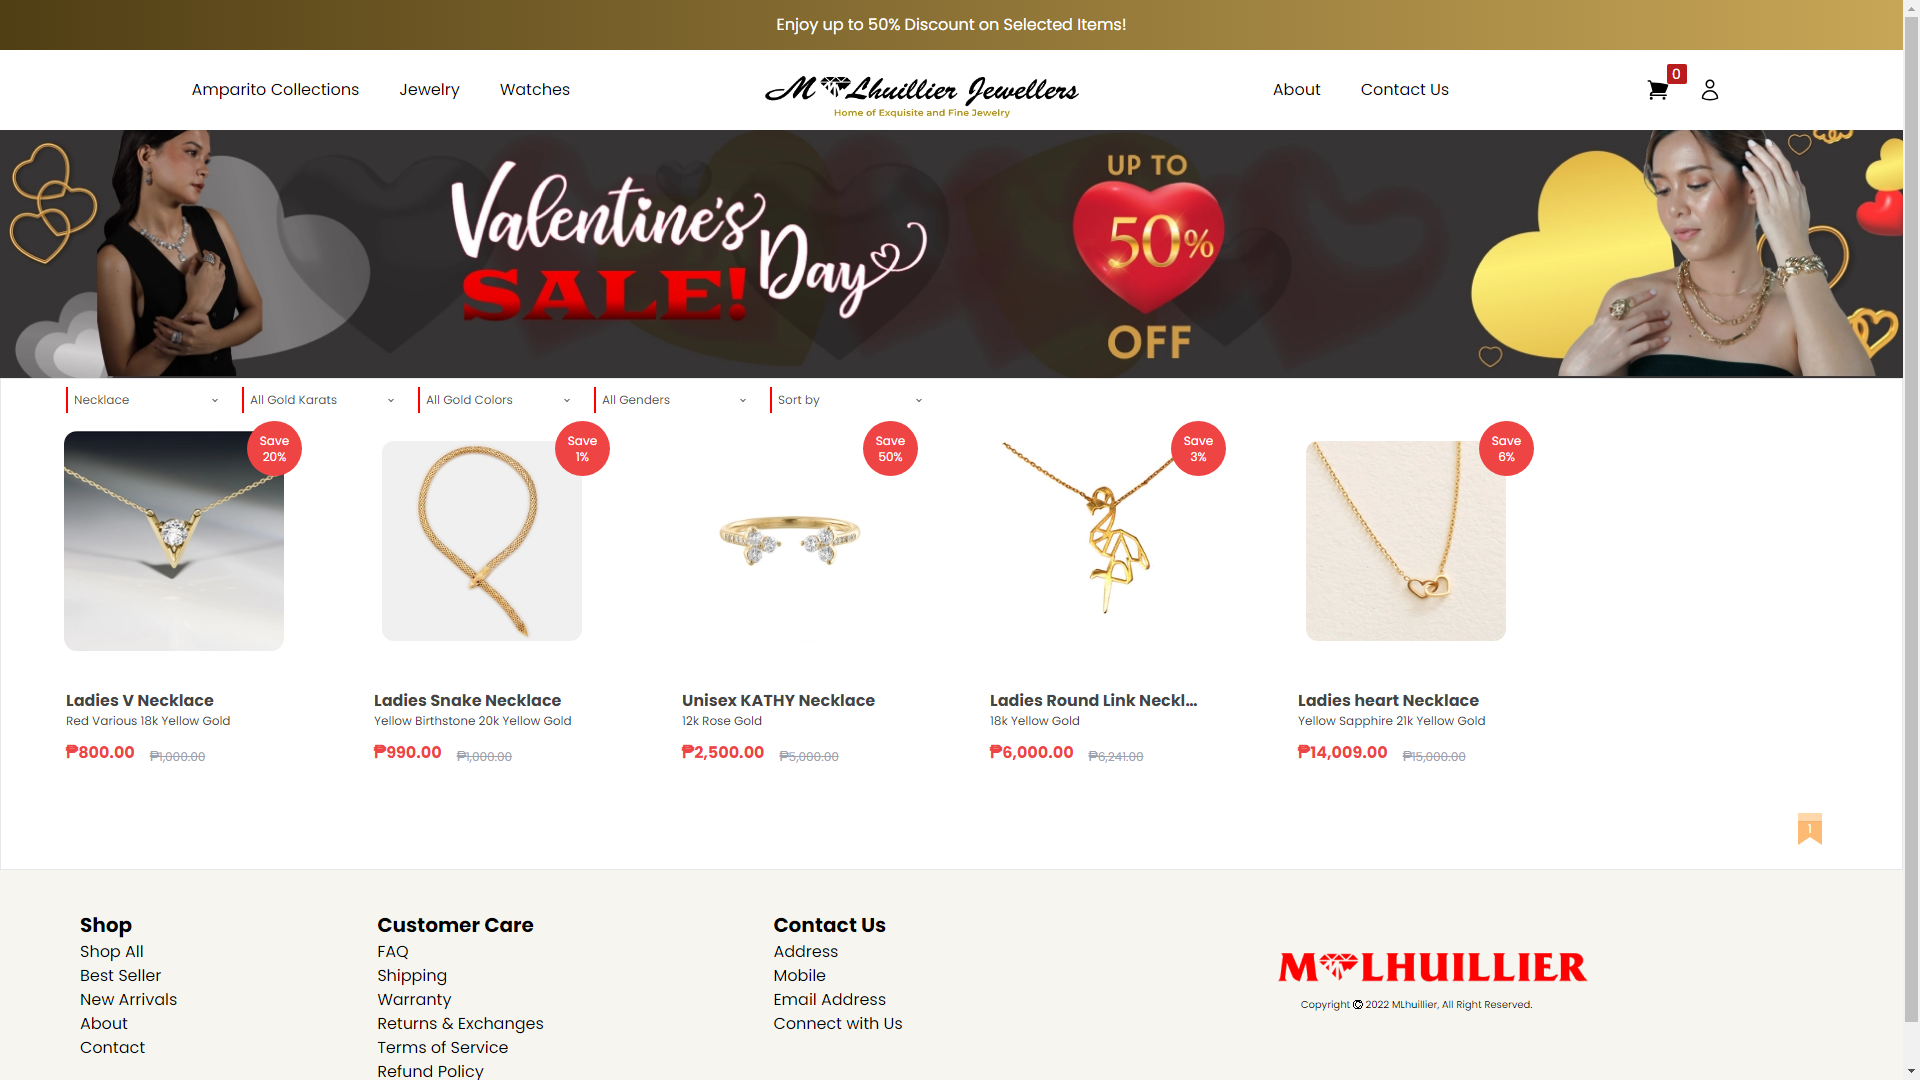 Enjoy up to 50% Discount on Selected Items!
Amparito Collections
Jewelry
Watches
M Lhuillier Jewellers
Home of Exquisite and Fine Jewelry
About
Contact Us
0
Valentine's
Day
SALE!
UP TO
50%
OFF
Necklace
All Gold Karats
All Gold Colors
All Genders
Sort by
Save
20%
Save
1%
Save
50%
Save
3%
Save
6%
Ladies V Necklace
Red Various 18k Yellow Gold
₱800.00 ₱1,000.00
Ladies Snake Necklace
Yellow Birthstone 20k Yellow Gold
₱990.00 ₱1,000.00
Unisex KATHY Necklace
12k Rose Gold
₱2,500.00 ₱5,000.00
Ladies Round Link Neckl...
18k Yellow Gold
₱6,000.00 ₱6,241.00
Ladies heart Necklace
Yellow Sapphire 21k Yellow Gold
₱14,009.00 ₱15,000.00
1
Shop
Shop All
Best Seller
New Arrivals
About
Contact
Customer Care
FAQ
Shipping
Warranty
Returns & Exchanges
Terms of Service
Refund Policy
Contact Us
Address
Mobile
Email Address
Connect with Us
M LHUILLIER
Copyright © 2022 MLhuillier, All Right Reserved.